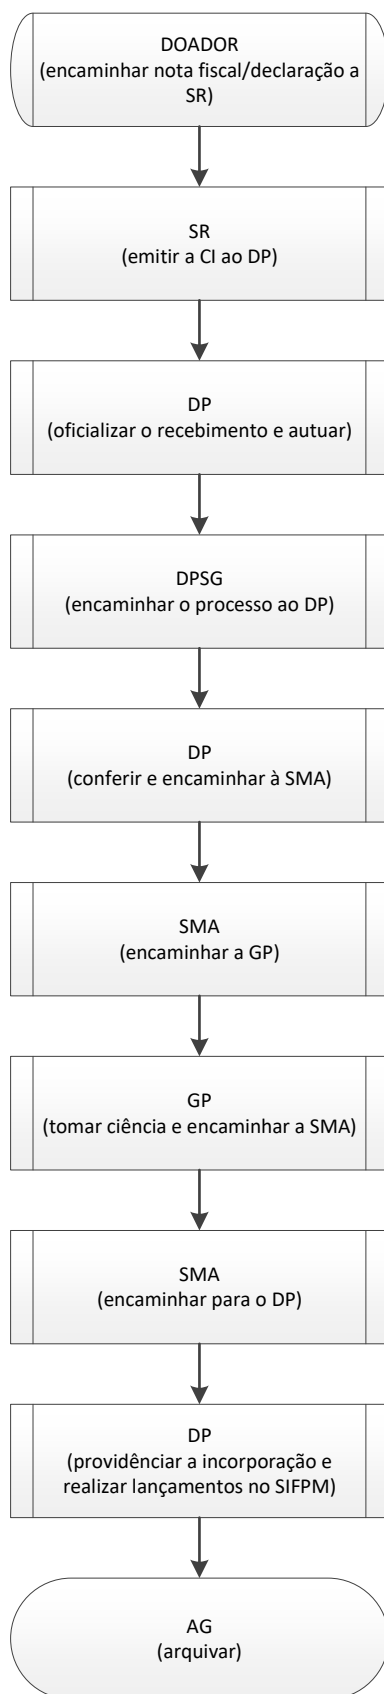 DOADOR
(encaminhar nota fiscal/declaração a
SR)
SR
(emitir a CI ao DP)
DP
(oficializar o recebimento e autuar)
DPSG
(encaminhar o processo ao DP)
DP
(conferir e encaminhar à SMA)
SMA
(encaminhar a GP)
GP
(tomar ciência e encaminhar a SMA)
SMA
(encaminhar para o DP)
DP
(providênciar a incorporação e
realizar lançamentos no SIFPM)
AG
(arquivar)